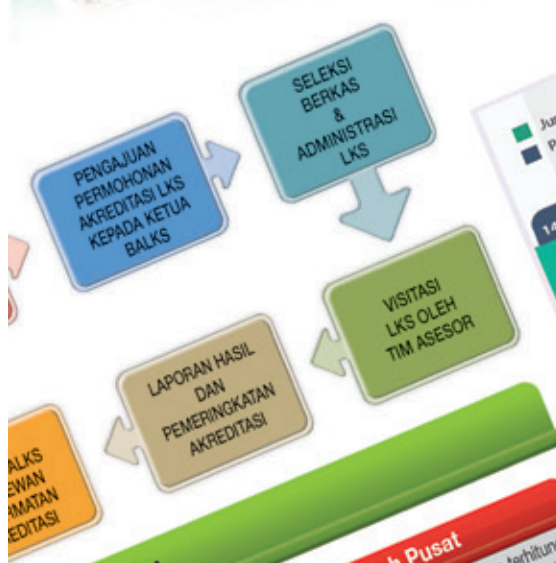 PENGAJUAN
PERMOHONAN
AKREDITASI LKS
KEPADA KETUA
BALKS
SELEKSI
BERKAS
&
ADMINISTRASI
LKS
VISITASI
LKS OLEH
TIM ASESOR
LAPORAN HASIL
DAN
PEMERINGKATAN
AKREDITASI
Pusat